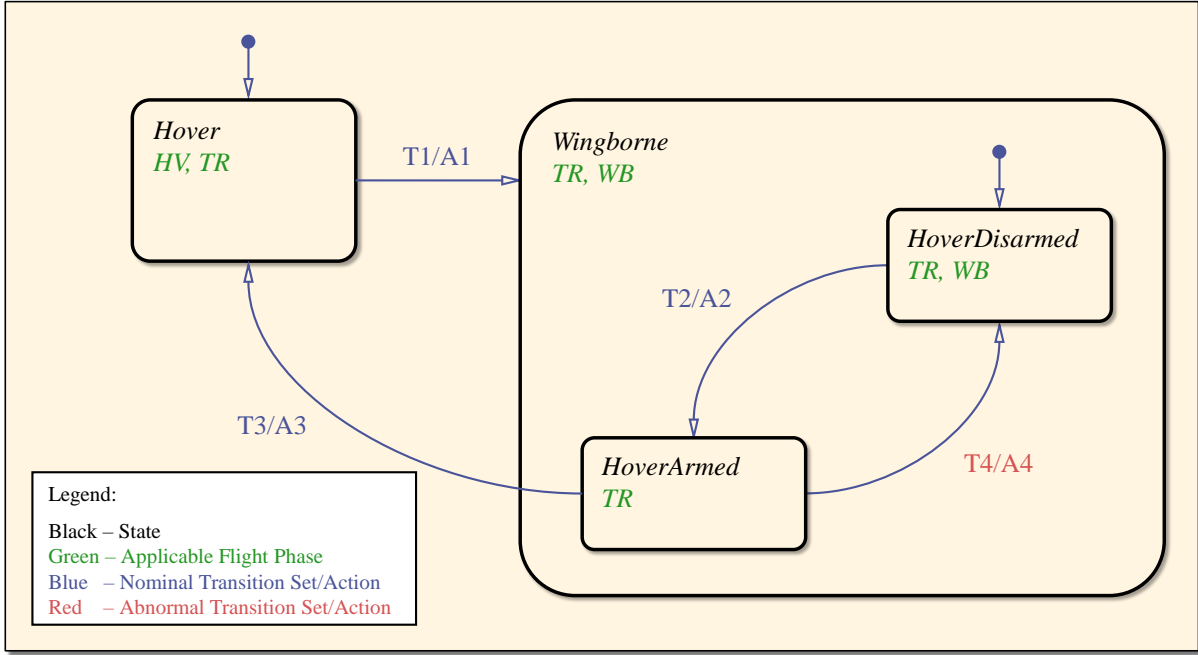 Hover
HV, TR
T1/A1
Wingborne
TR, WB
HoverDisarmed
TR, WB
T2/A2
T3/A3
HoverArmed
TR
T4/A4
Legend:
Black – State
Green – Applicable Flight Phase
Blue – Nominal Transition Set/Action
Red – Abnormal Transition Set/Action